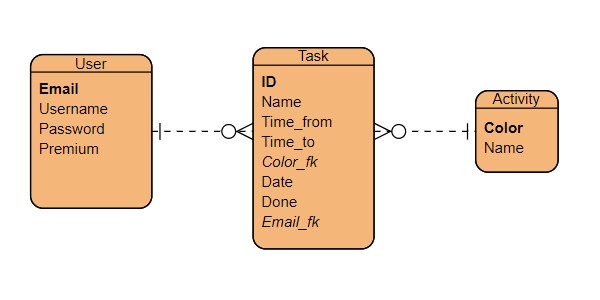 User
Email
Username
Password
Premium
Task
ID
Name
Time_from
Time_to
Color_fk
Date
Done
Email_fk
Activity
Color
Name